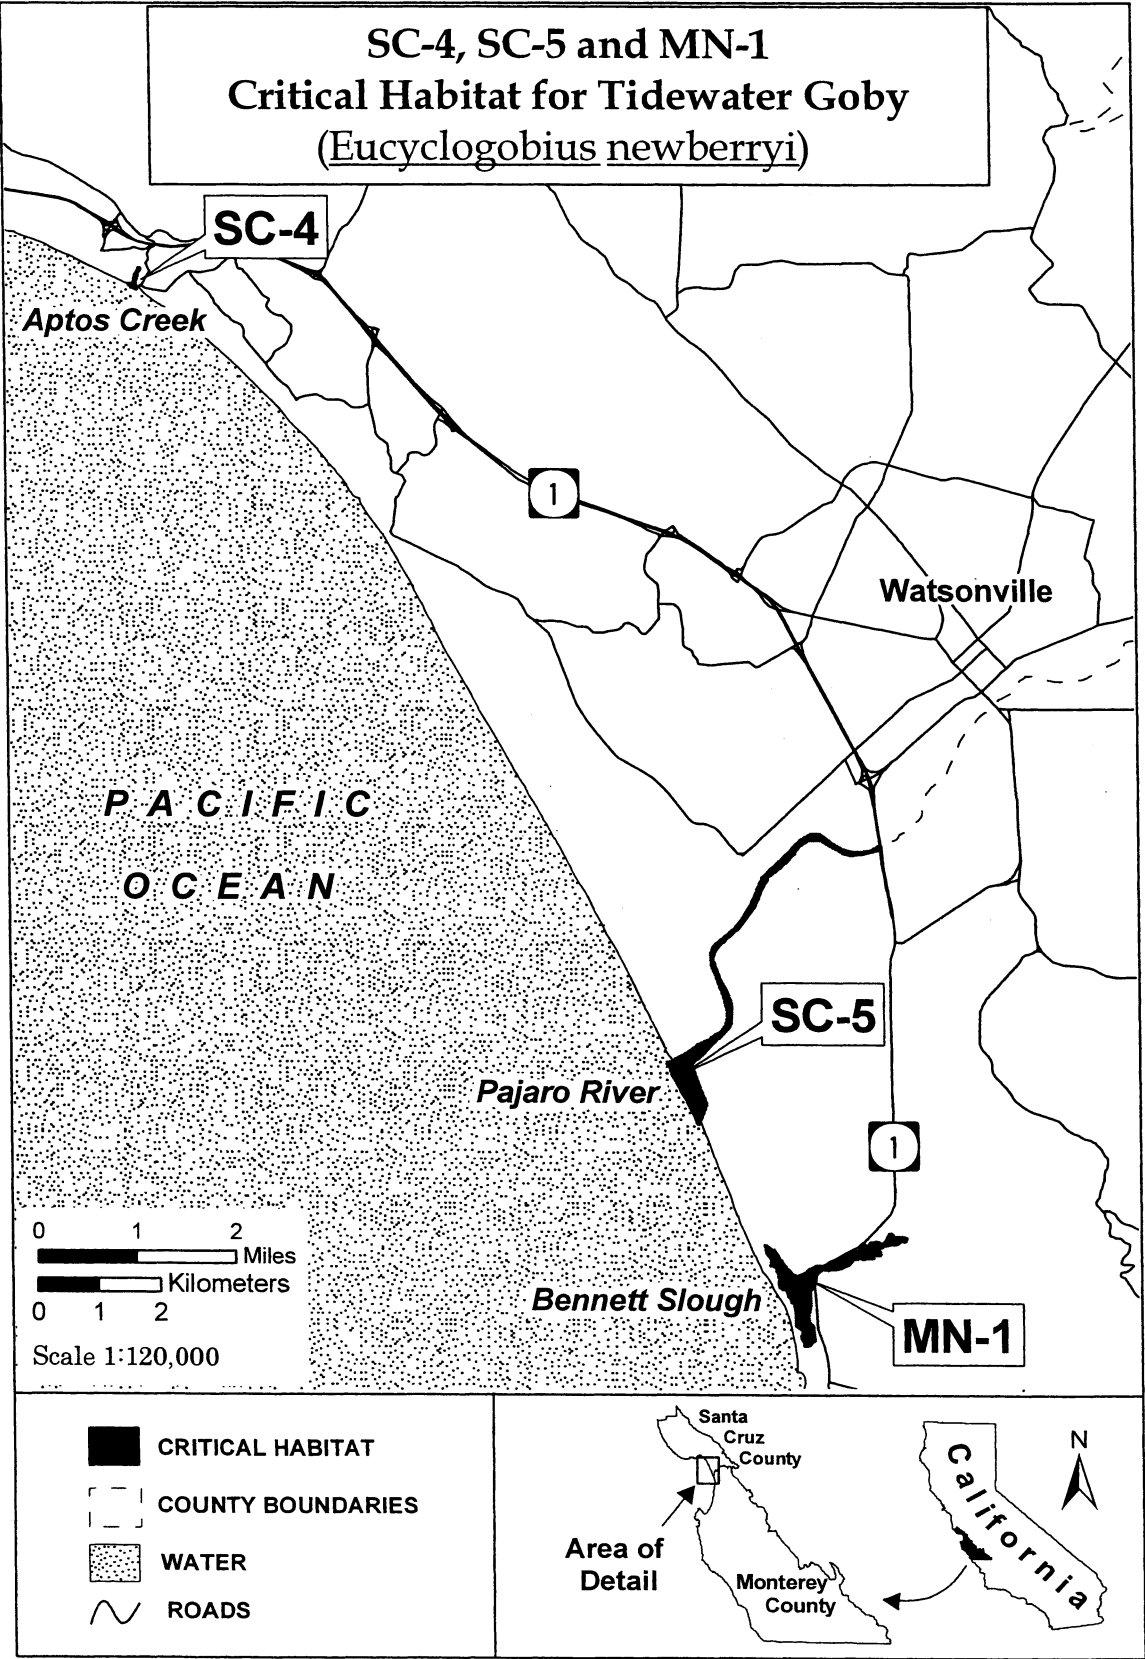 SC-4, SC-5 and MN-1
Critical Habitat for Tidewater Goby
(Eucyclogobius newberryi)
SC-4
Aptos Creek
1
Watsonville
PACIFIC
OCEAN
SC-5
Pajaro River
1
Bennett Slough
MN-1
0 1 2
Miles
Kilometers
0 1 2
Scale 1:120,000
CRITICAL HABITAT
COUNTY BOUNDARIES
WATER
ROADS
Santa
Cruz
County
Area of
Detail
Monterey
County
California
N